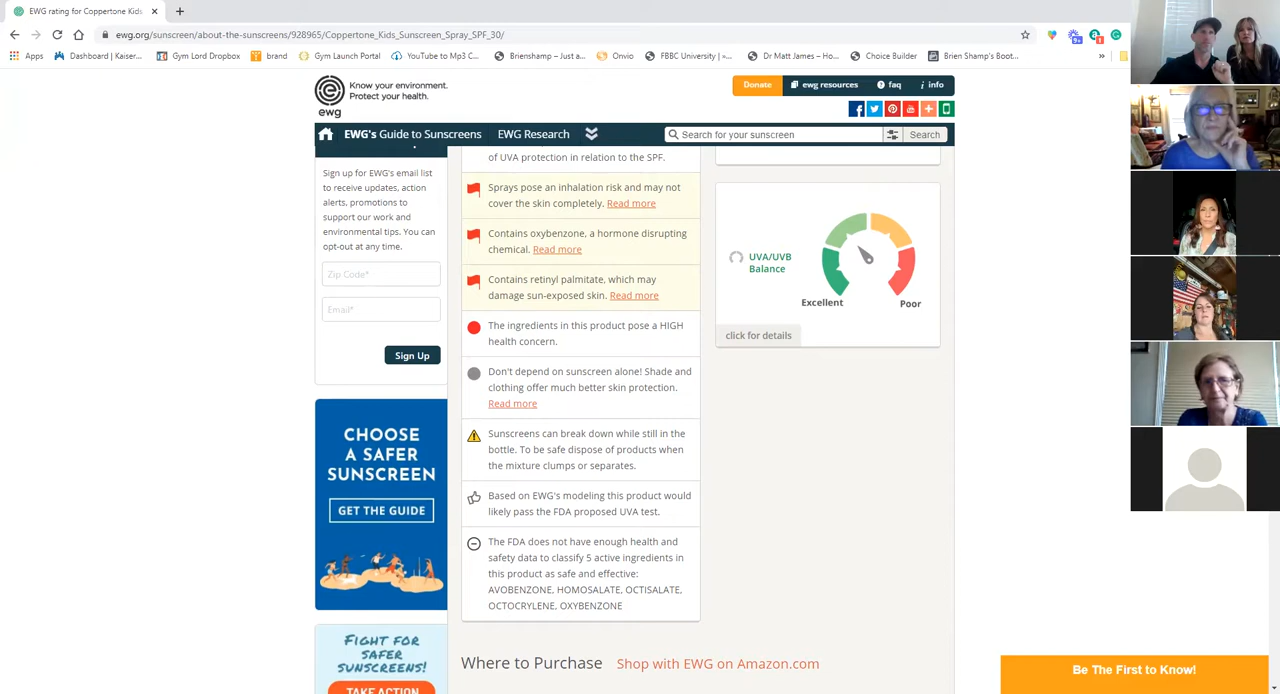 EWG rating for Coppertone Kids
ewg.org/sunscreen/about-the-sunscreens/928965/Coppertone_Kids_Sunscreen_Spray_SPF_30/
Apps
Dashboard | Kaiser...
Gym Lord Dropbox
brand
Gym Launch Portal
YouTube to Mp3 C...
Brienshamp – Just a...
Onvio
FBBC University |»...
Dr Matt James – Ho...
Choice Builder
Brien Shamp's Boot...
»
ewg
Know your environment.
Protect your health.
Donate
ewg resources
faq
info
EWG's Guide to Sunscreens
EWG Research
Search for your sunscreen
Search
Sign up for EWG's email list
to receive updates, action
alerts, promotions to
support our work and
environmental tips. You can
opt-out at any time.
Zip Code*
Email*
Sign Up
CHOOSE
A SAFER
SUNSCREEN
GET THE GUIDE
FIGHT FOR
SAFER
SUNSCREENS!
TAKE ACTION
of UVA protection in relation to the SPF.
Sprays pose an inhalation risk and may not
cover the skin completely. Read more
Contains oxybenzone, a hormone disrupting
chemical. Read more
Contains retinyl palmitate, which may
damage sun-exposed skin. Read more
The ingredients in this product pose a HIGH
health concern.
Don't depend on sunscreen alone! Shade and
clothing offer much better skin protection.
Read more
Sunscreens can break down while still in the
bottle. To be safe dispose of products when
the mixture clumps or separates.
Based on EWG's modeling this product would
likely pass the FDA proposed UVA test.
The FDA does not have enough health and
safety data to classify 5 active ingredients in
this product as safe and effective:
AVOBENZONE, HOMOSALATE, OCTISALATE,
OCTOCRYLENE, OXYBENZONE
UVA/UVB
Balance
Excellent
Poor
click for details
Where to Purchase
Shop with EWG on Amazon.com
Be The First to Know!